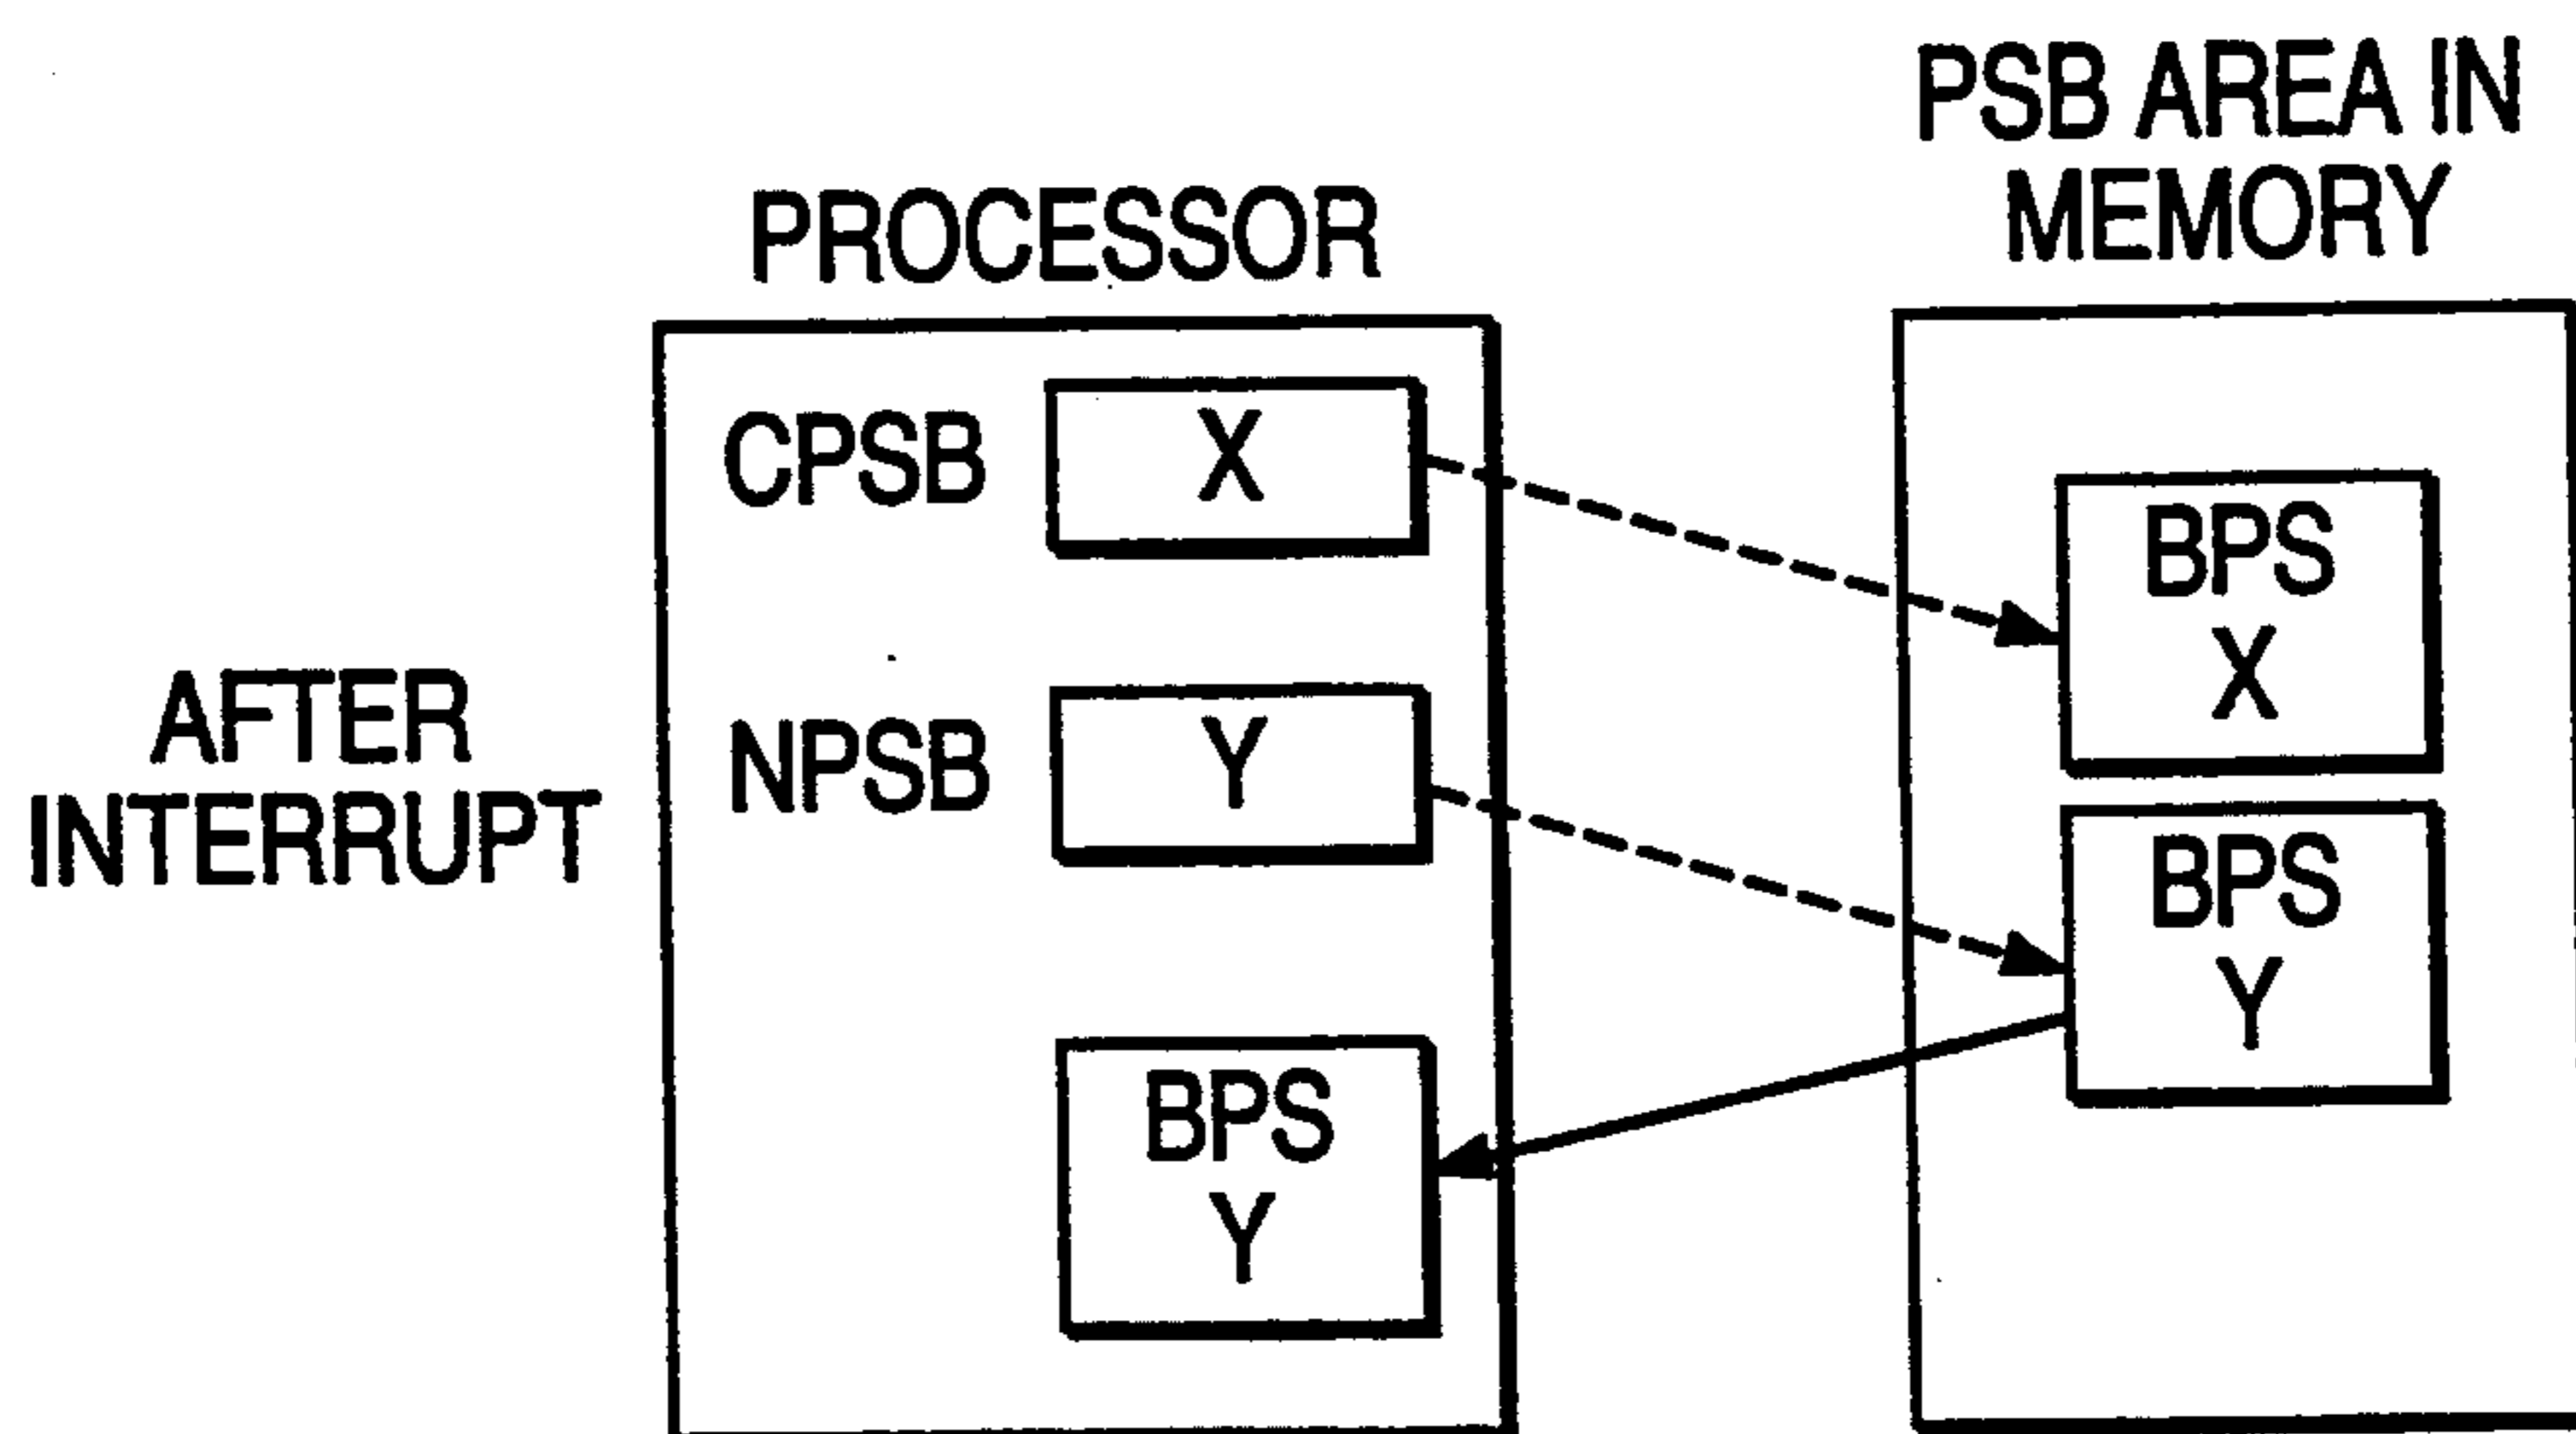 PSB AREA IN
MEMORY
PROCESSOR
CPSB
X
BPS
X
AFTER
INTERRUPT
NPSB
Y
BPS
Y
BPS
Y